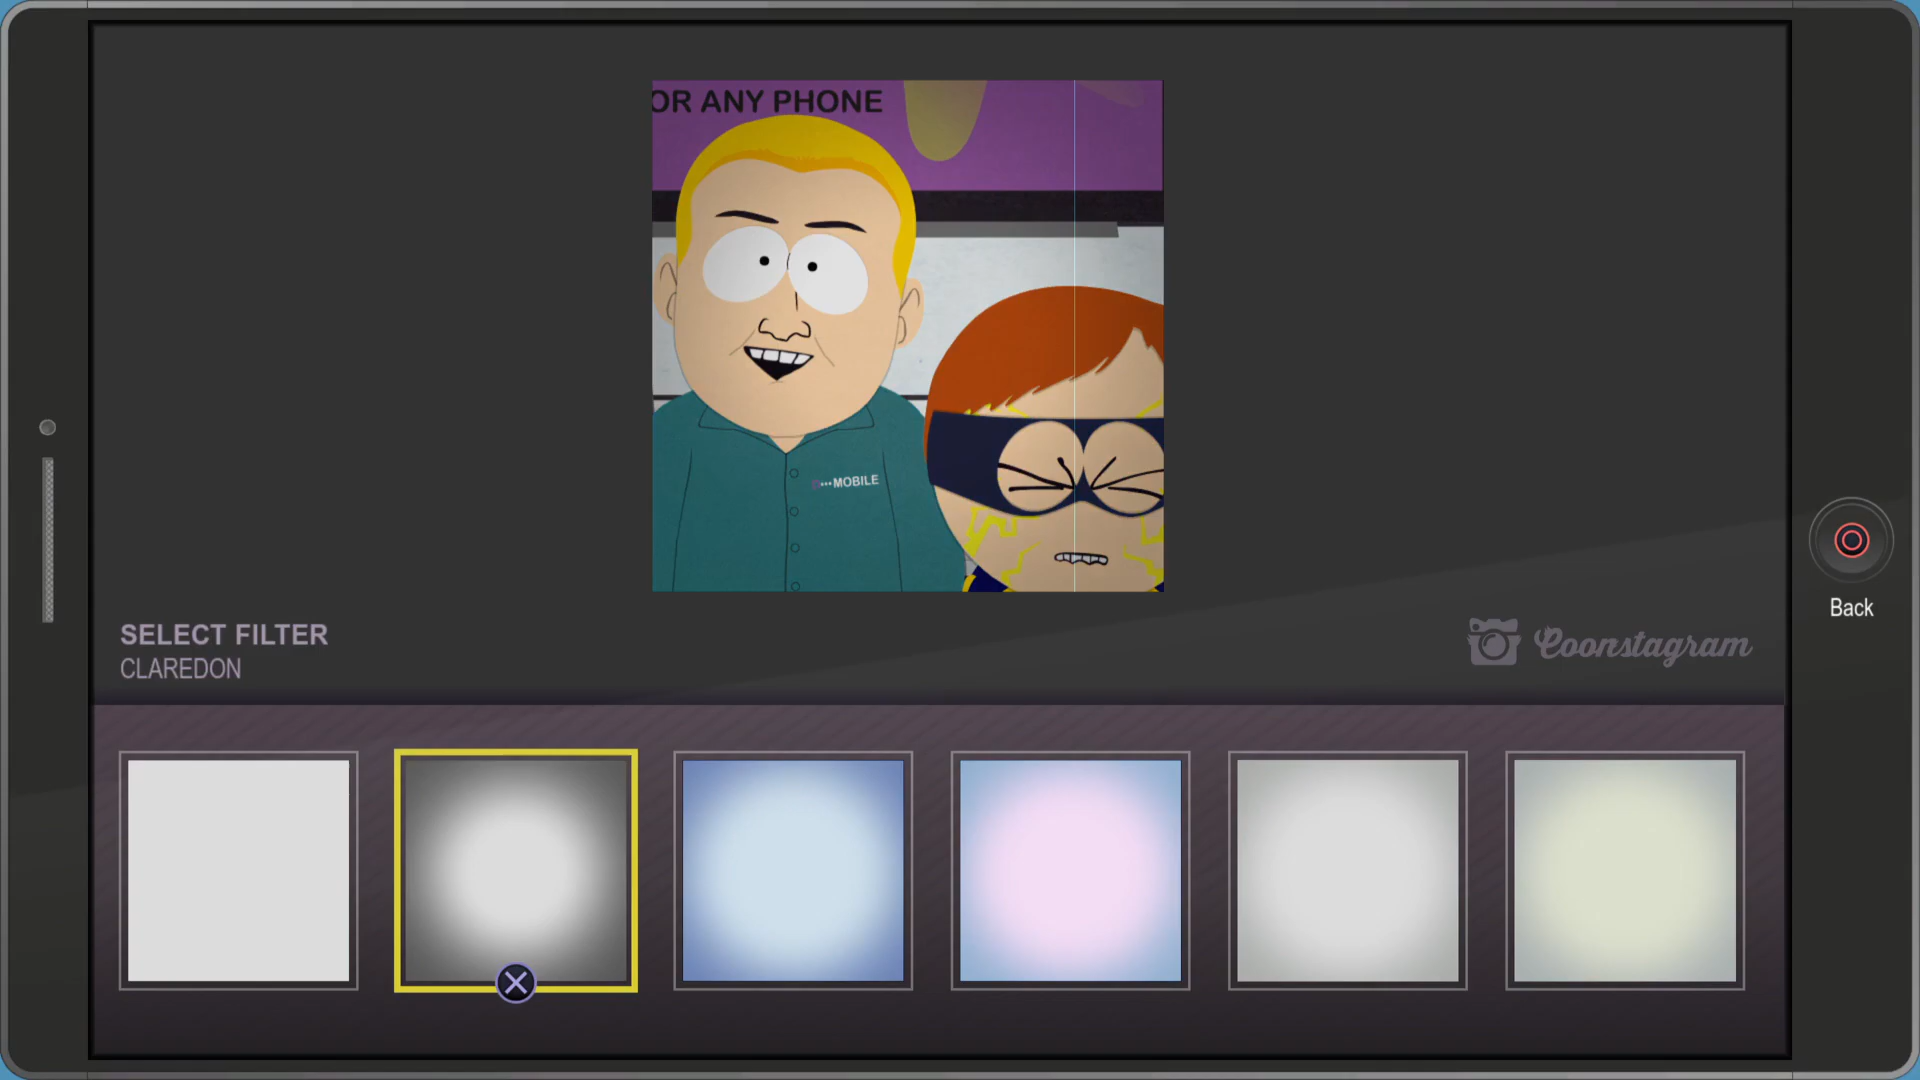 OR ANY PHONE
MOBILE
SELECT FILTER
CLAREDON
Coonstagram
Back